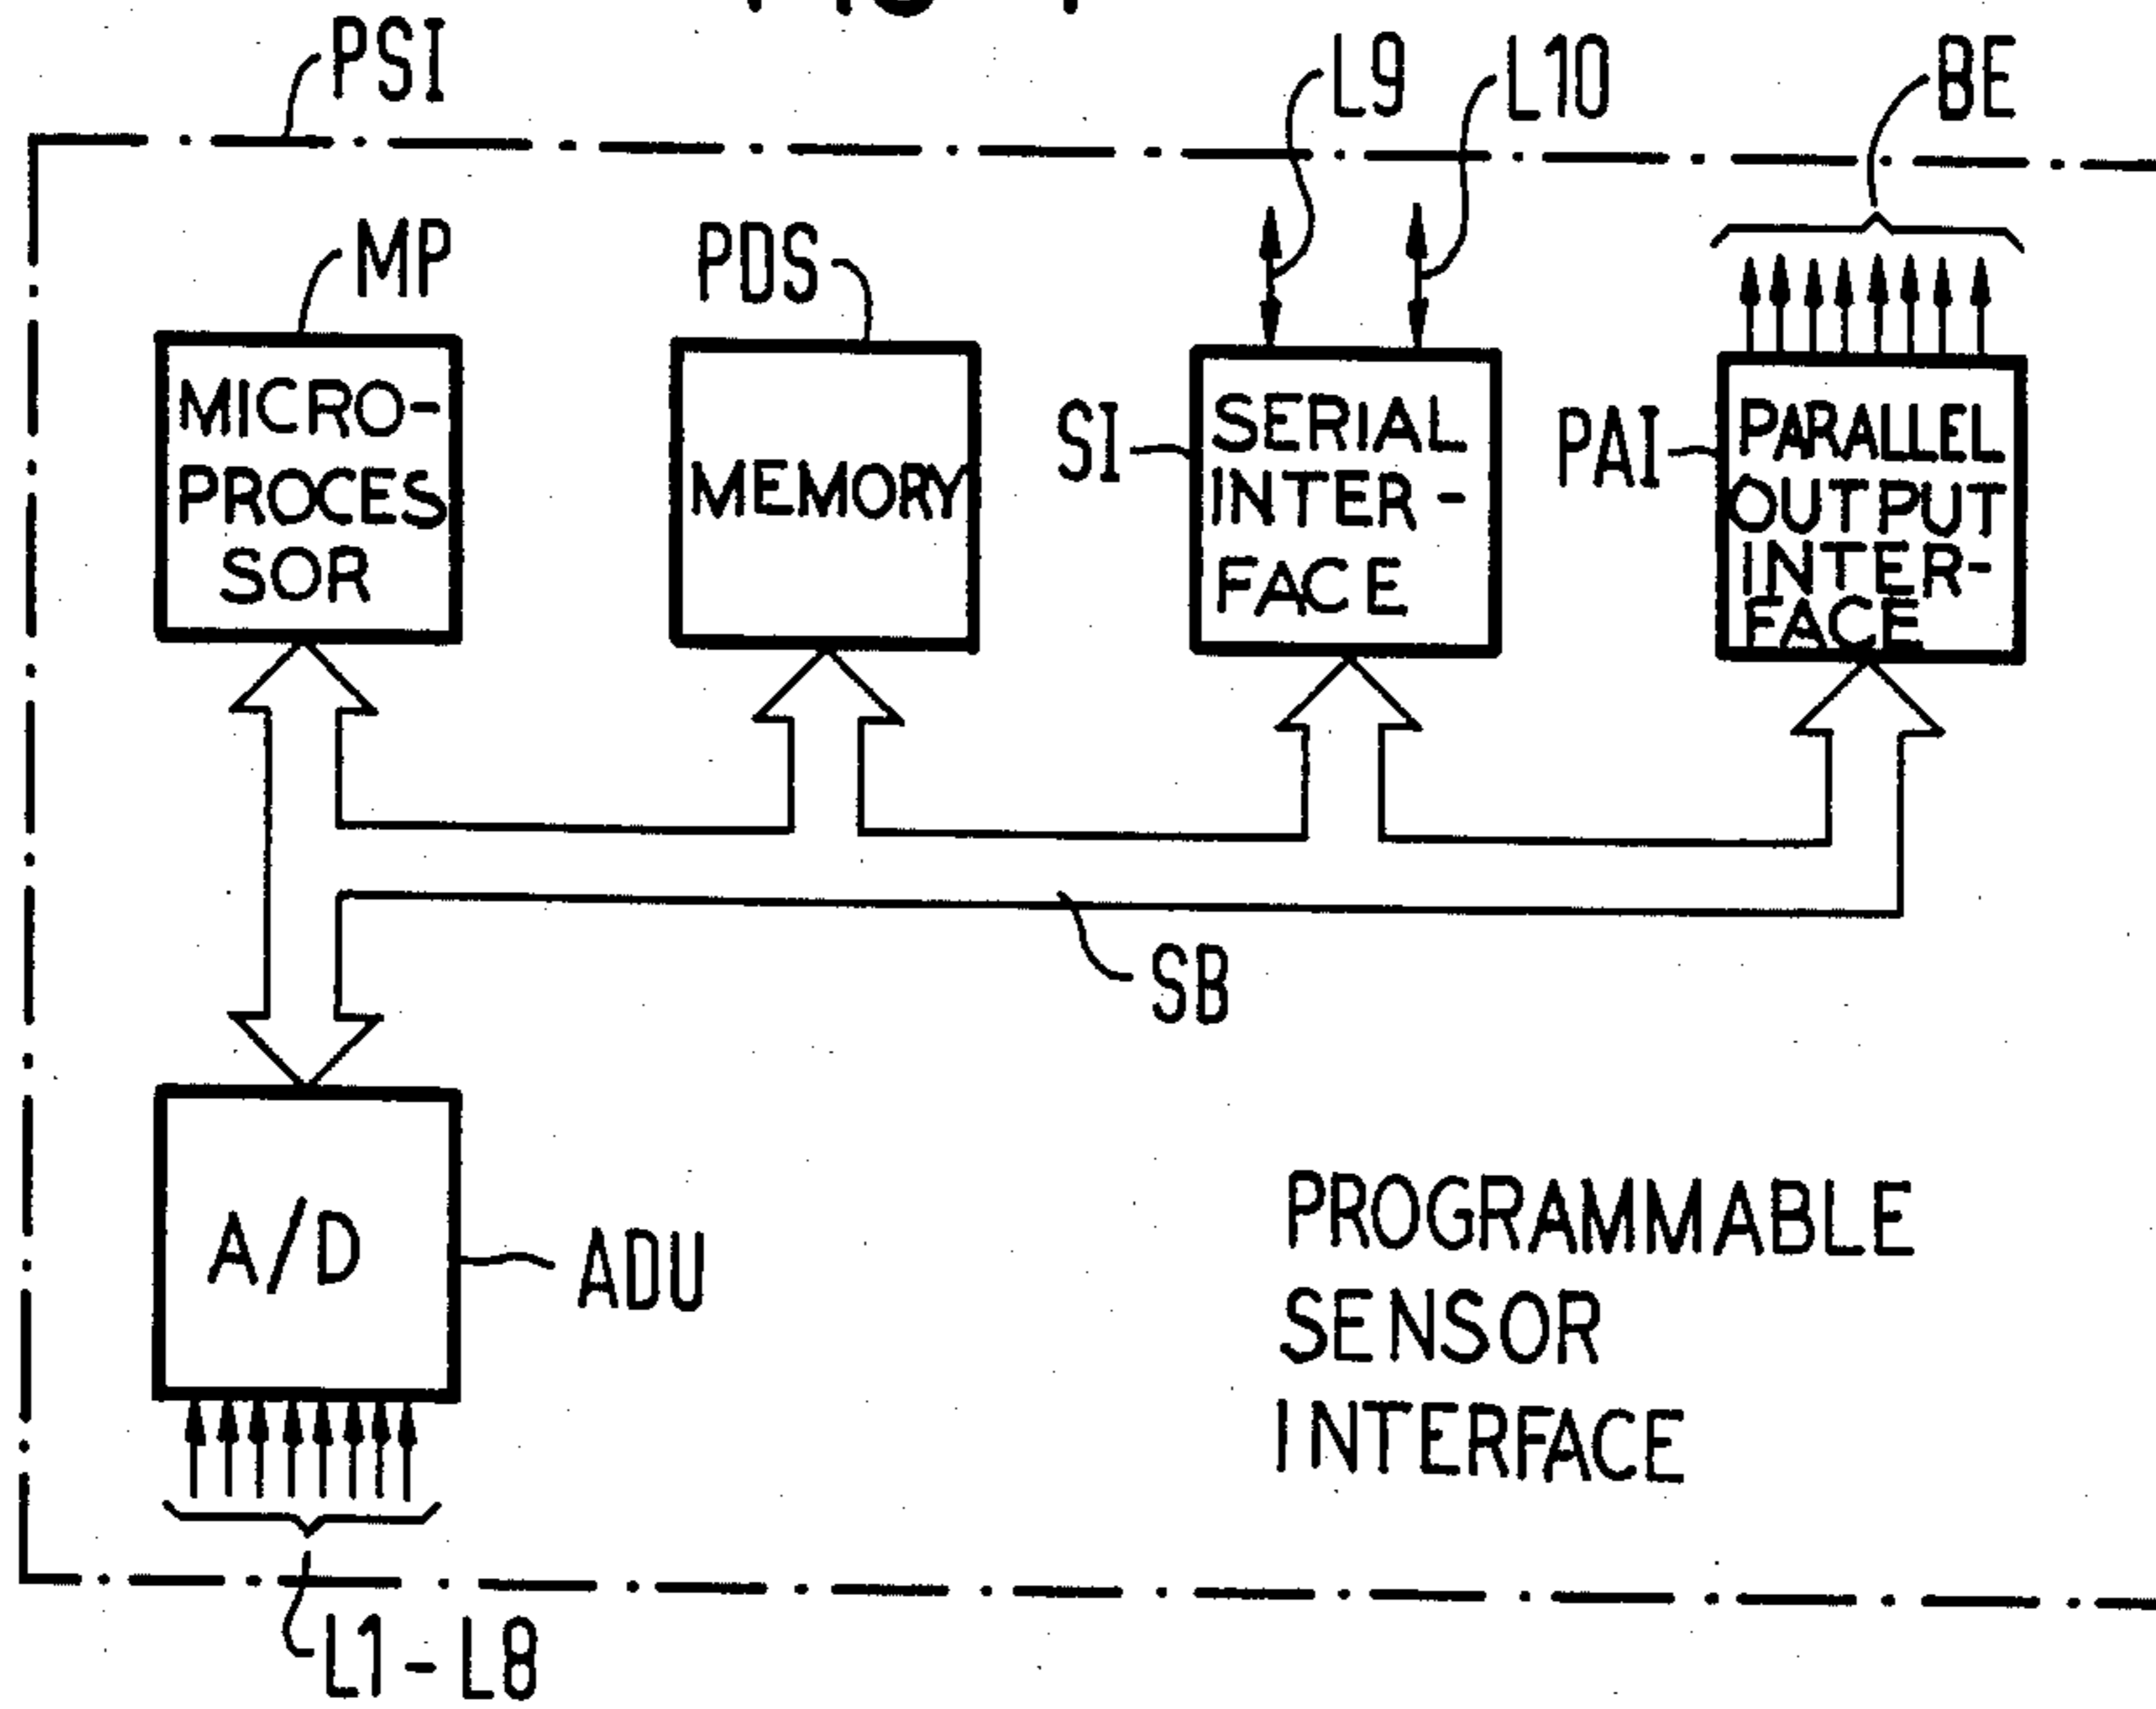 PSI
L9
L10
BE
MP
PDS
MICRO-
PROCES
SOR
MEMORY
SI
SERIAL
INTER-
FACE
PAI
PARALLEL
OUTPUT
INTER-
FACE
SB
A/D
ADU
PROGRAMMABLE
SENSOR
INTERFACE
L1-L8